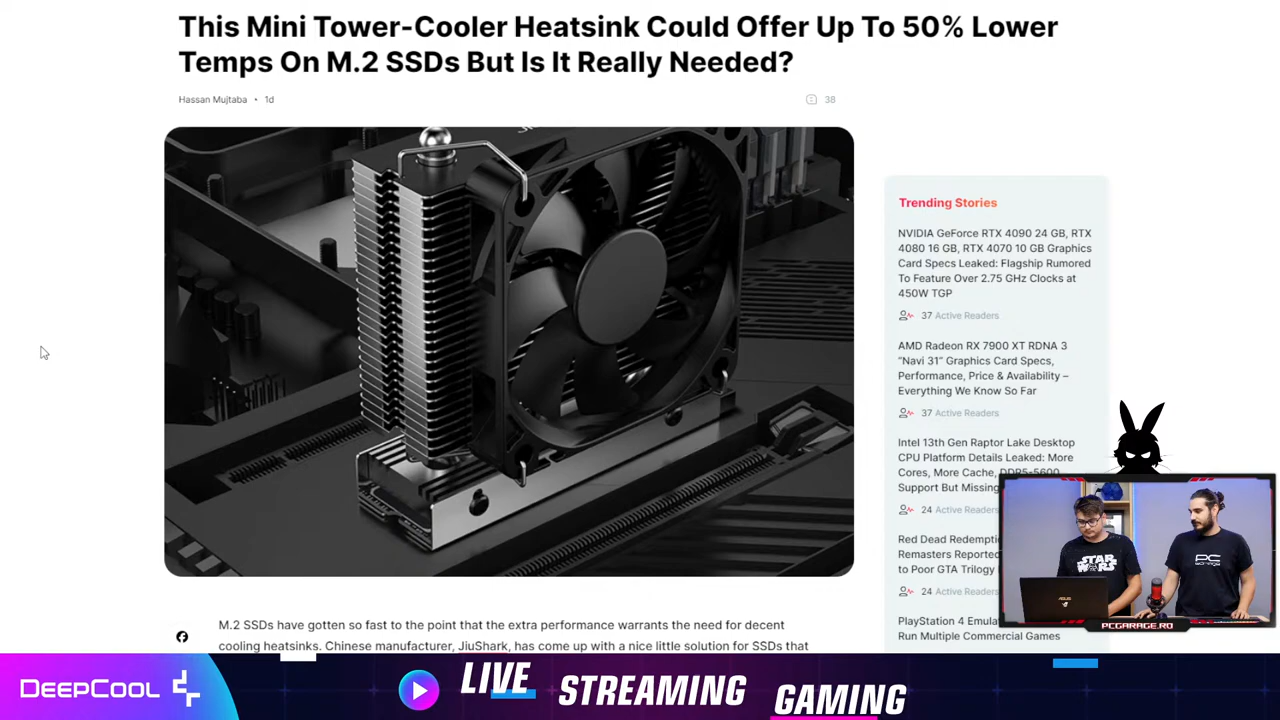 This Mini Tower-Cooler Heatsink Could Offer Up To 50% Lower
Temps On M.2 SSDs But Is It Really Needed?
Hassan Mujtaba • 1d
38
Trending Stories
NVIDIA GeForce RTX 4090 24 GB, RTX
4080 16 GB, RTX 4070 10 GB Graphics
Card Specs Leaked: Flagship Rumored
To Feature Over 2.75 GHz Clocks at
450W TGP
37 Active Readers
AMD Radeon RX 7900 XT RDNA 3
“Navi 31” Graphics Card Specs,
Performance, Price & Availability –
Everything We Know So Far
37 Active Readers
Intel 13th Gen Raptor Lake Desktop
CPU Platform Details Leaked: More
Cores, More Cache, DDR5-5600
Support But Missing
24 Active Readers
Red Dead Redempti
Remasters Reported
to Poor GTA Trilogy
24 Active Readers
PlayStation 4 Emula
Run Multiple Commercial Games
M.2 SSDs have gotten so fast to the point that the extra performance warrants the need for decent
cooling heatsinks. Chinese manufacturer, JiuShark, has come up with a nice little solution for SSDs that
STAR
WARS
PC
ASUS
PCGARAGE.RO
DEEPCOOL
LIVE
STREAMING
GAMING